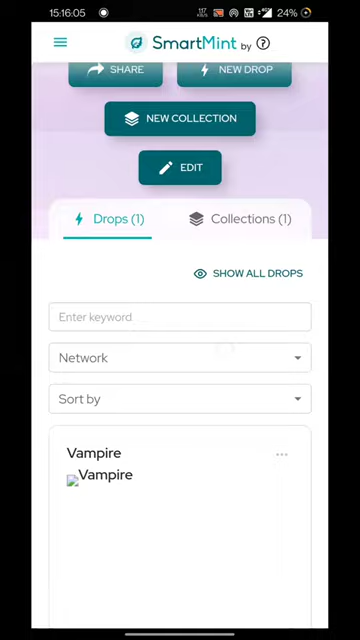 15:16:05
24%
SmartMint by
SHARE
NEW DROP
NEW COLLECTION
EDIT
Drops (1)
Collections (1)
SHOW ALL DROPS
Enter keyword
Network
Sort by
Vampire
Vampire